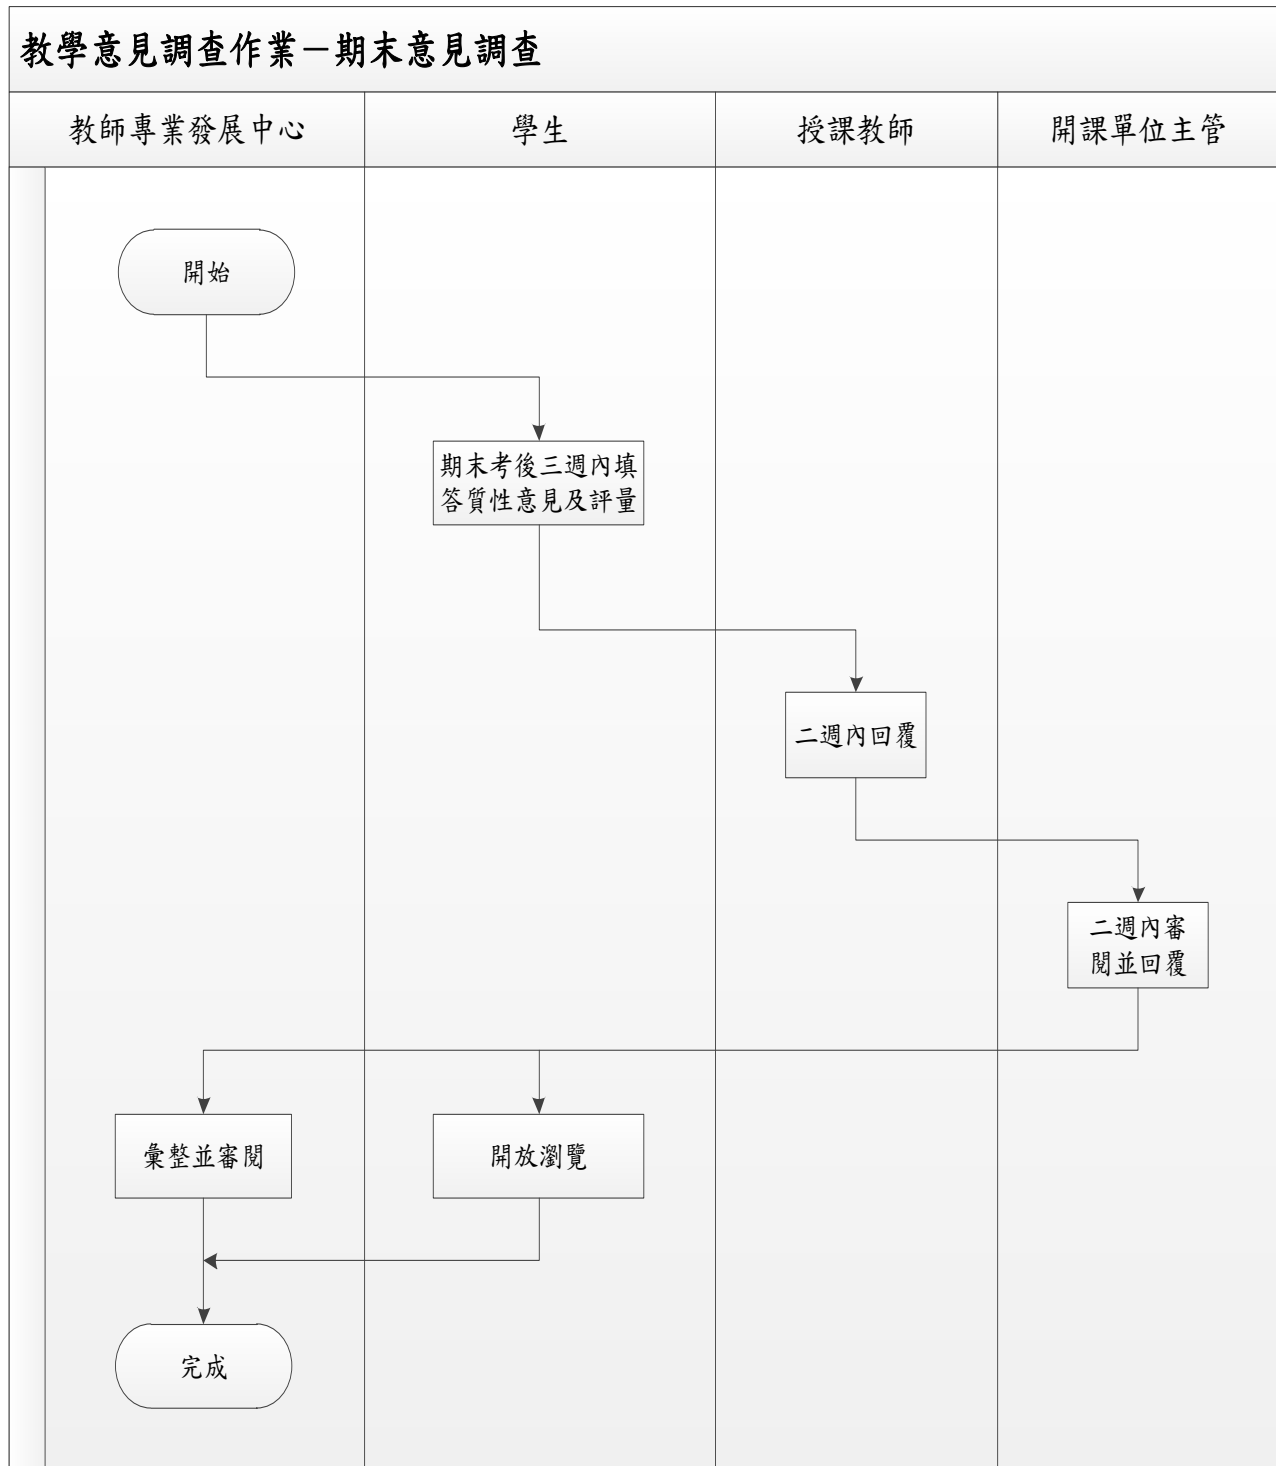 教學意見調查作業－期末意見調查
教師專業發展中心
學生
授課教師
開課單位主管
開始
期末考後三週內填
答質性意見及評量
二週內回覆
二週內審
閱並回覆
彙整並審閱
開放瀏覽
完成